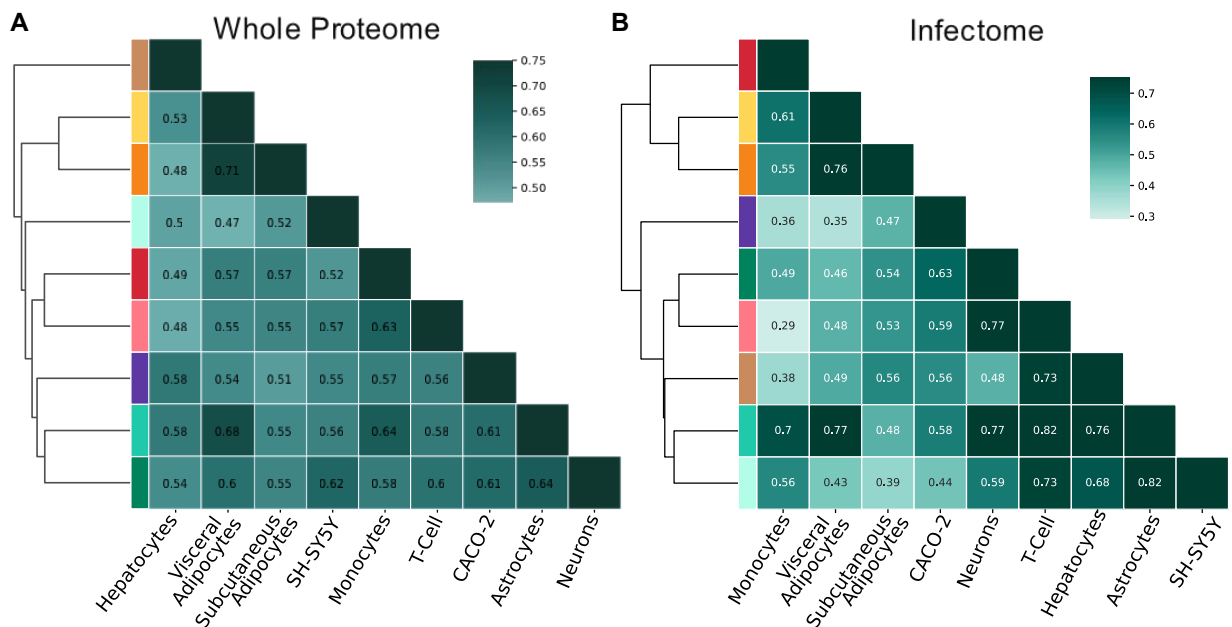 A
Whole Proteome
0.75
0.70
0.65
0.60
0.55
0.50
0.53
0.48 0.71
0.5 0.47 0.52
0.49 0.57 0.57 0.52
0.48 0.55 0.55 0.57 0.63
0.58 0.54 0.51 0.55 0.57 0.56
0.58 0.68 0.55 0.56 0.64 0.58 0.61
0.54 0.6 0.55 0.62 0.58 0.6 0.61 0.64
Hepatocytes
Visceral
Adipocytes
Subcutaneous
Adipocytes
SH-SY5Y
Monocytes
T-Cell
CACO-2
Astrocytes
Neurons
B
Infectome
0.7
0.6
0.5
0.4
0.3
0.61
0.55 0.76
0.36 0.35 0.47
0.49 0.46 0.54 0.63
0.29 0.48 0.53 0.59 0.77
0.38 0.49 0.56 0.56 0.48 0.73
0.7 0.77 0.48 0.58 0.77 0.82 0.76
0.56 0.43 0.39 0.44 0.59 0.73 0.68 0.82
Monocytes
Visceral
Adipocytes
Subcutaneous
Adipocytes
CACO-2
Neurons
T-Cell
Hepatocytes
Astrocytes
SH-SY5Y